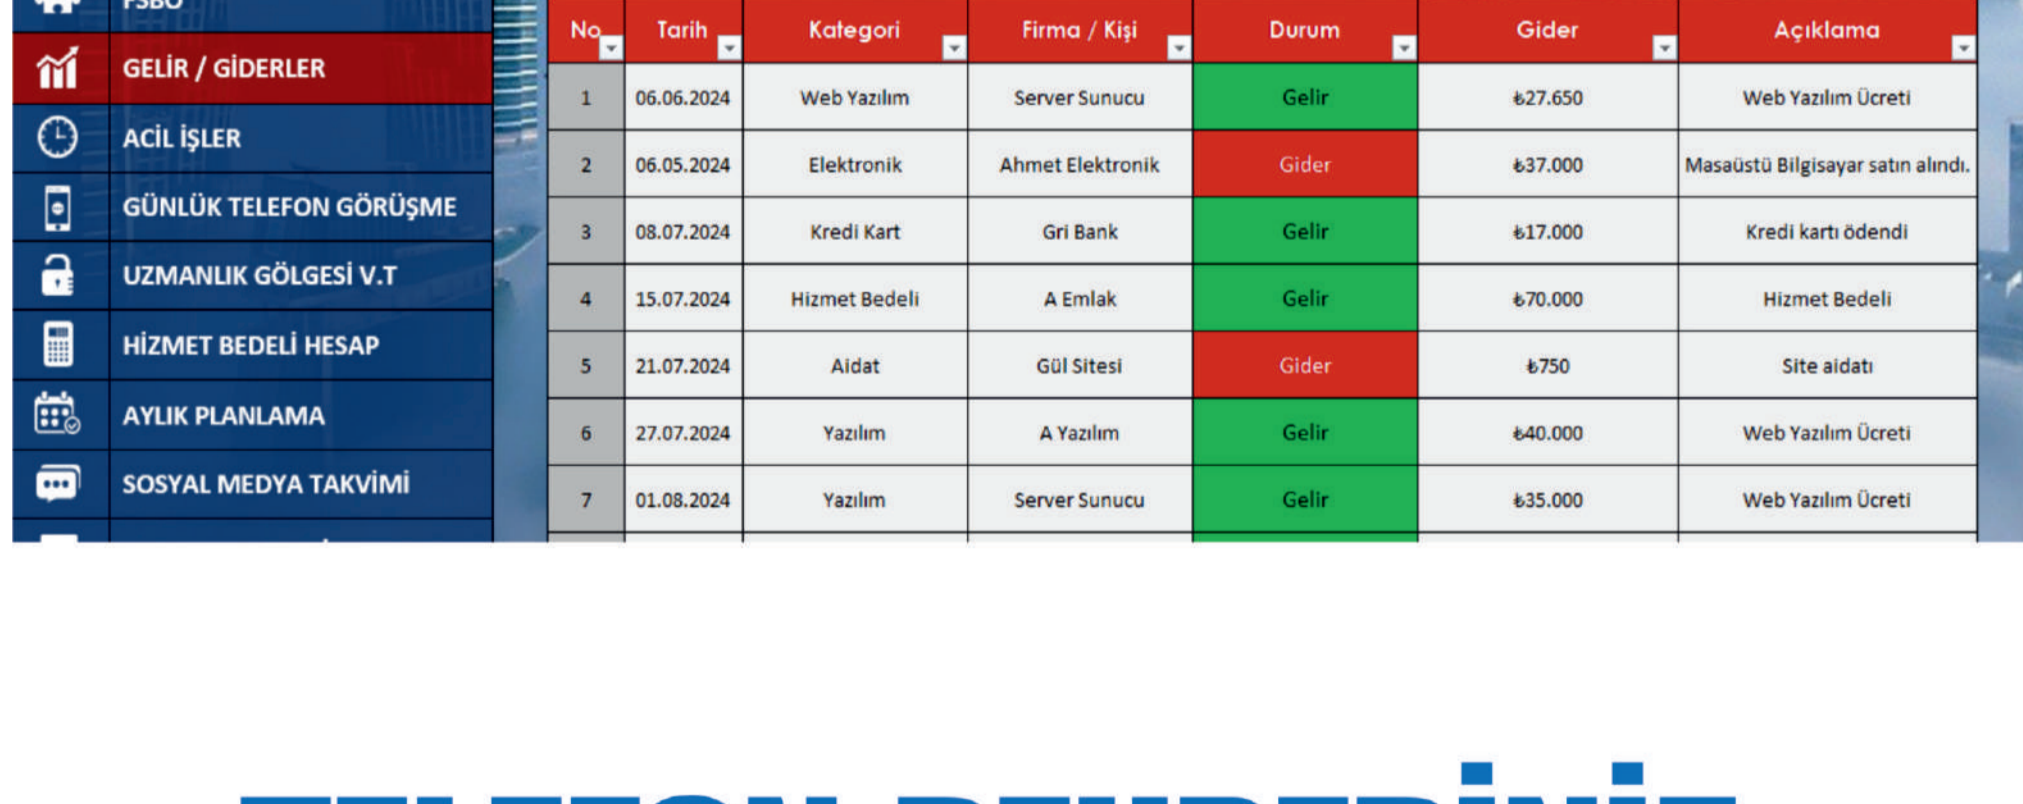 FSBO
GELİR / GİDERLER
ACİL İŞLER
GÜNLÜK TELEFON GÖRÜŞME
UZMANLIK GÖLGESİ V.T
HİZMET BEDELİ HESAP
AYLIK PLANLAMA
SOSYAL MEDYA TAKVİMİ
No Tarih Kategori Firma / Kişi Durum Gider Açıklama
1 06.06.2024 Web Yazılım Server Sunucu Gelir ₺27.650 Web Yazılım Ücreti
2 06.05.2024 Elektronik Ahmet Elektronik Gider ₺37.000 Masaüstü Bilgisayar satın alındı.
3 08.07.2024 Kredi Kart Gri Bank Gelir ₺17.000 Kredi kartı ödendi
4 15.07.2024 Hizmet Bedeli A Emlak Gelir ₺70.000 Hizmet Bedeli
5 21.07.2024 Aidat Gül Sitesi Gider ₺750 Site aidatı
6 27.07.2024 Yazılım A Yazılım Gelir ₺40.000 Web Yazılım Ücreti
7 01.08.2024 Yazılım Server Sunucu Gelir ₺35.000 Web Yazılım Ücreti